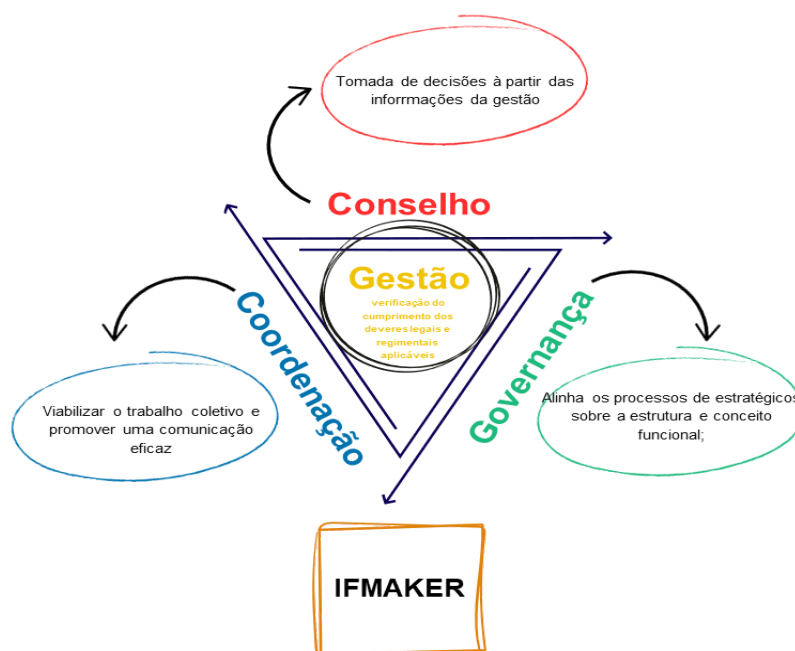 Tomada de decisões à partir das
inforrmações da gestão
Conselho
Gestão
verificação do
cumprimento dos
deveres legais e
regimentais
aplicáveis
Coordenação
Governança
Viabilizar o trabalho coletivo e
promover uma comunicação
eficaz
Alinha os processos de estratégicos
sobre a estrutura e conceito
funcional;
IFMAKER